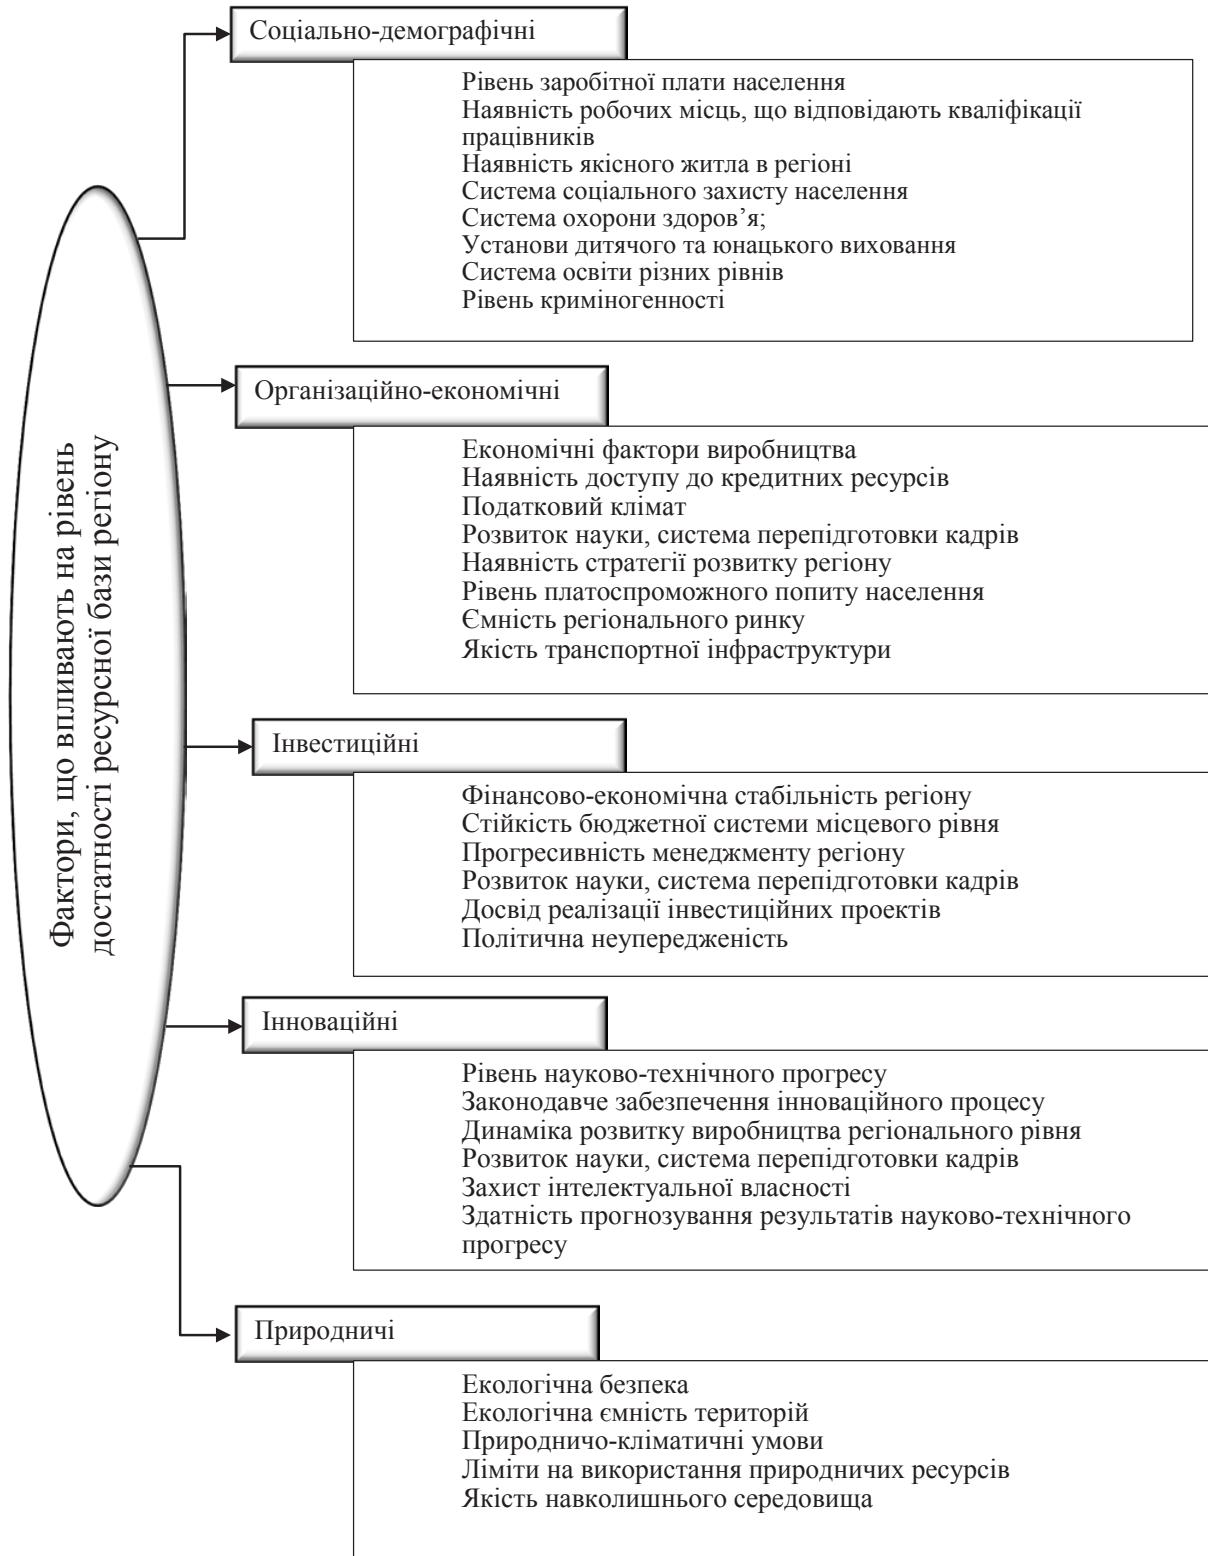 Соціально-демографічні
Рівень заробітної плати населення
Наявність робочих місць, що відповідають кваліфікації
працівників
Наявність якісного житла в регіоні
Система соціального захисту населення
Система охорони здоров’я;
Установи дитячого та юнацького виховання
Система освіти різних рівнів
Рівень криміногенності
Фактори, що впливають на рівень
достатності ресурсної бази регіону
Організаційно-економічні
Економічні фактори виробництва
Наявність доступу до кредитних ресурсів
Податковий клімат
Розвиток науки, система перепідготовки кадрів
Наявність стратегії розвитку регіону
Рівень платоспроможного попиту населення
Ємність регіонального ринку
Якість транспортної інфраструктури
Інвестиційні
Фінансово-економічна стабільність регіону
Стійкість бюджетної системи місцевого рівня
Прогресивність менеджменту регіону
Розвиток науки, система перепідготовки кадрів
Досвід реалізації інвестиційних проектів
Політична неупередженість
Інноваційні
Рівень науково-технічного прогресу
Законодавче забезпечення інноваційного процесу
Динаміка розвитку виробництва регіонального рівня
Розвиток науки, система перепідготовки кадрів
Захист інтелектуальної власності
Здатність прогнозування результатів науково-технічного
прогресу
Природничі
Екологічна безпека
Екологічна ємність територій
Природничо-кліматичні умови
Ліміти на використання природничих ресурсів
Якість навколишнього середовища